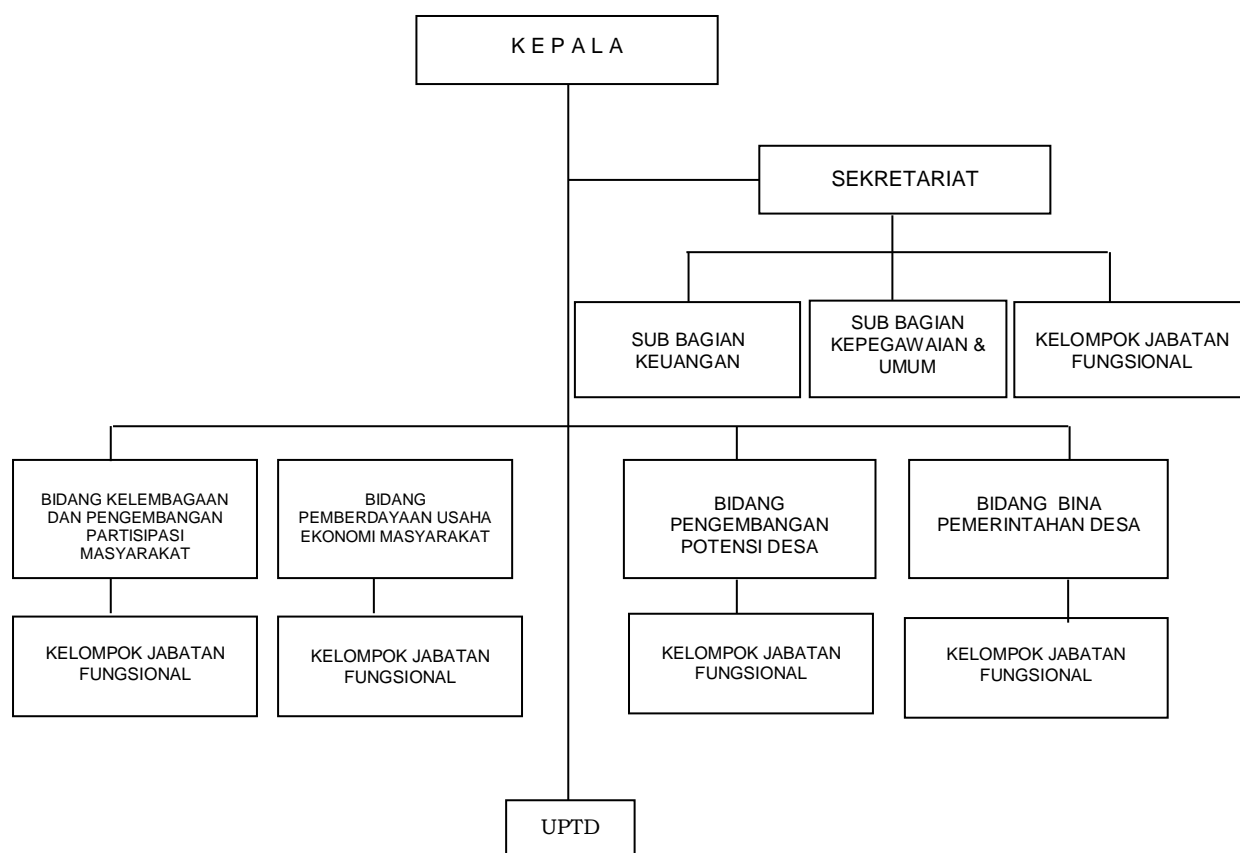 K E P A L A
SEKRETARIAT
SUB BAGIAN
KEUANGAN
SUB BAGIAN
KEPEGAWAIAN &
UMUM
KELOMPOK JABATAN
FUNGSIONAL
BIDANG KELEMBAGAAN
DAN PENGEMBANGAN
PARTISIPASI
MASYARAKAT
BIDANG
PEMBERDAYAAN USAHA
EKONOMI MASYARAKAT
BIDANG
PENGEMBANGAN
POTENSI DESA
BIDANG BINA
PEMERINTAHAN DESA
KELOMPOK JABATAN
FUNGSIONAL
KELOMPOK JABATAN
FUNGSIONAL
KELOMPOK JABATAN
FUNGSIONAL
KELOMPOK JABATAN
FUNGSIONAL
UPTD